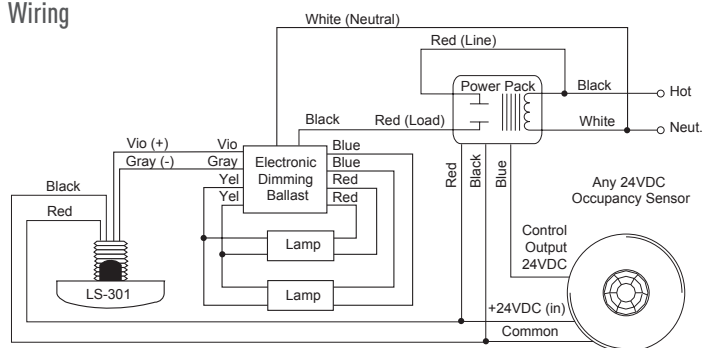 Wiring
White (Neutral)
Red (Line)
Power Pack
Black
Hot
Black
Red (Load)
White
Neut.
Vio (+)
Vio
Blue
Gray (-)
Gray
Blue
Electronic
Dimming
Ballast
Yel
Red
Yel
Red
Black
Red
Red
Black
Blue
Any 24VDC
Occupancy Sensor
Lamp
Lamp
LS-301
Control
Output
24VDC
+24VDC (in)
Common